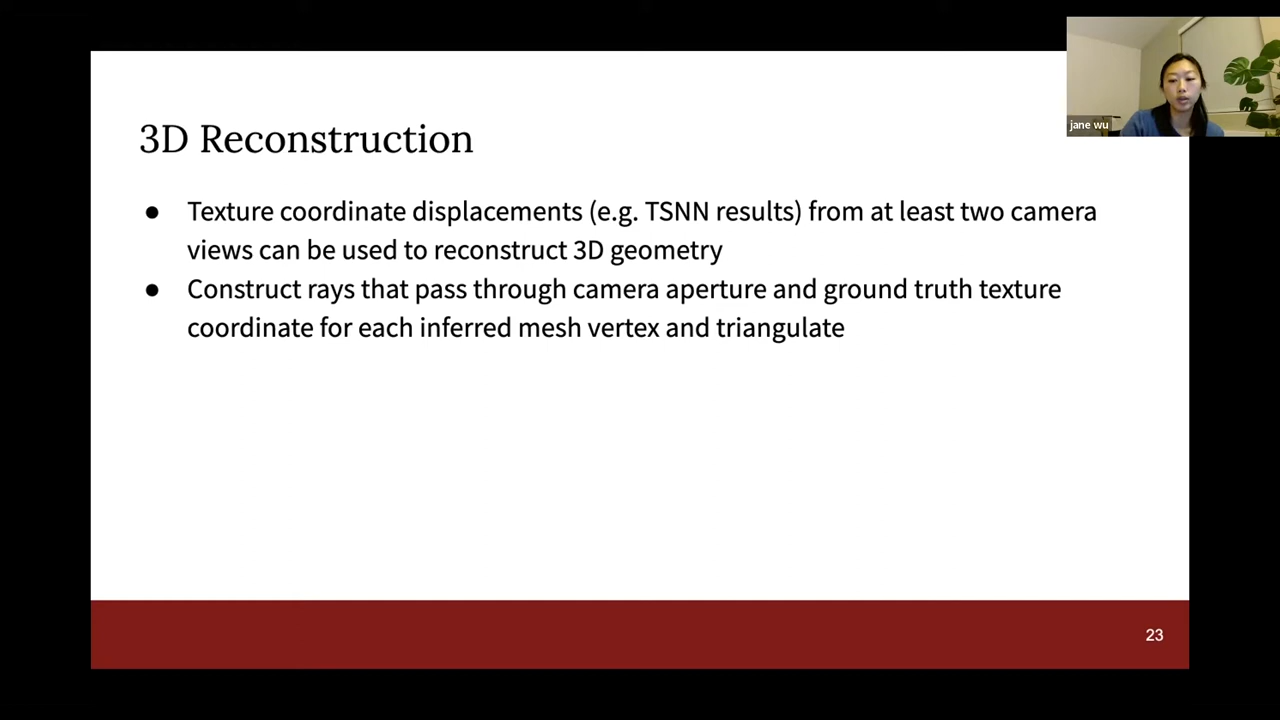 jane wu
3D Reconstruction
● Texture coordinate displacements (e.g. TSNN results) from at least two camera
views can be used to reconstruct 3D geometry
● Construct rays that pass through camera aperture and ground truth texture
coordinate for each inferred mesh vertex and triangulate
23